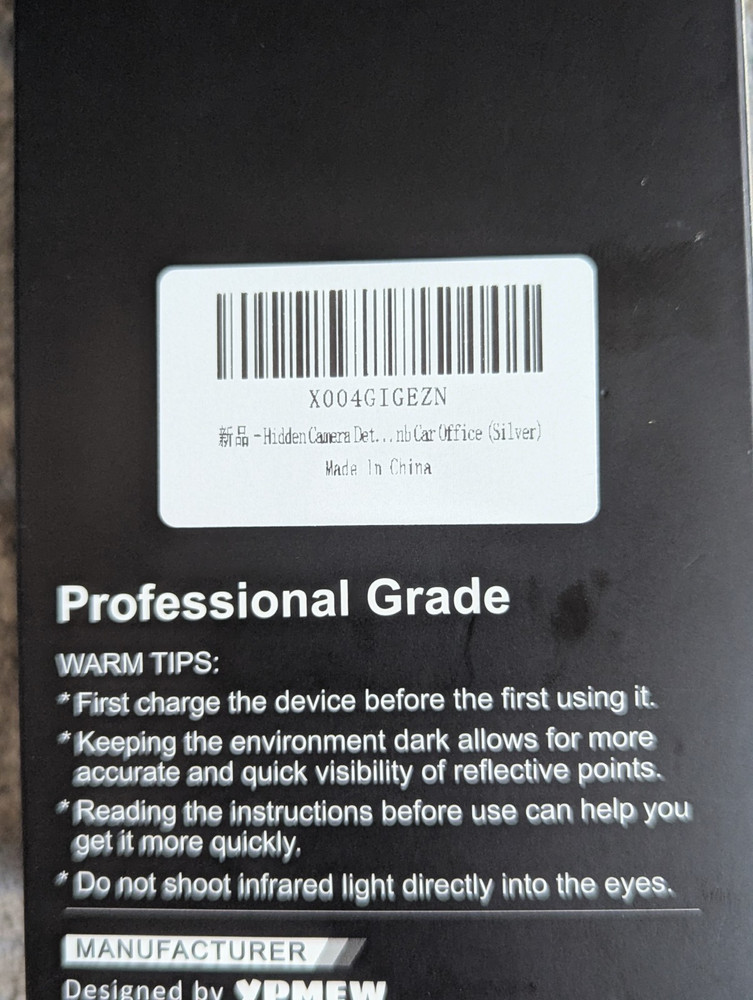 X004GIGEZN
新品 -Hidden Camera Det...nb Car Office (Silver)
Made In China
Professional Grade
WARM TIPS:
* First charge the device before the first using it.
* Keeping the environment dark allows for more
accurate and quick visibility of reflective points.
* Reading the instructions before use can help you
get it more quickly.
* Do not shoot infrared light directly into the eyes.
MANUFACTURER
Designed by YPMEW